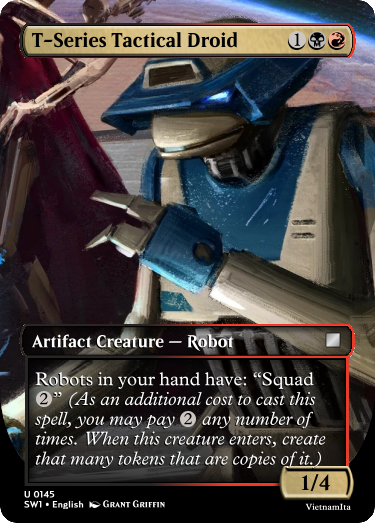 T-Series Tactical Droid 1
Artifact Creature — Robot
Robots in your hand have: “Squad
2” (As an additional cost to cast this
spell, you may pay 2 any number of
times. When this creature enters, create
that many tokens that are copies of it.)
1/4
U 0145
SW1 • English GRANT GRIFFIN
VietnamIta